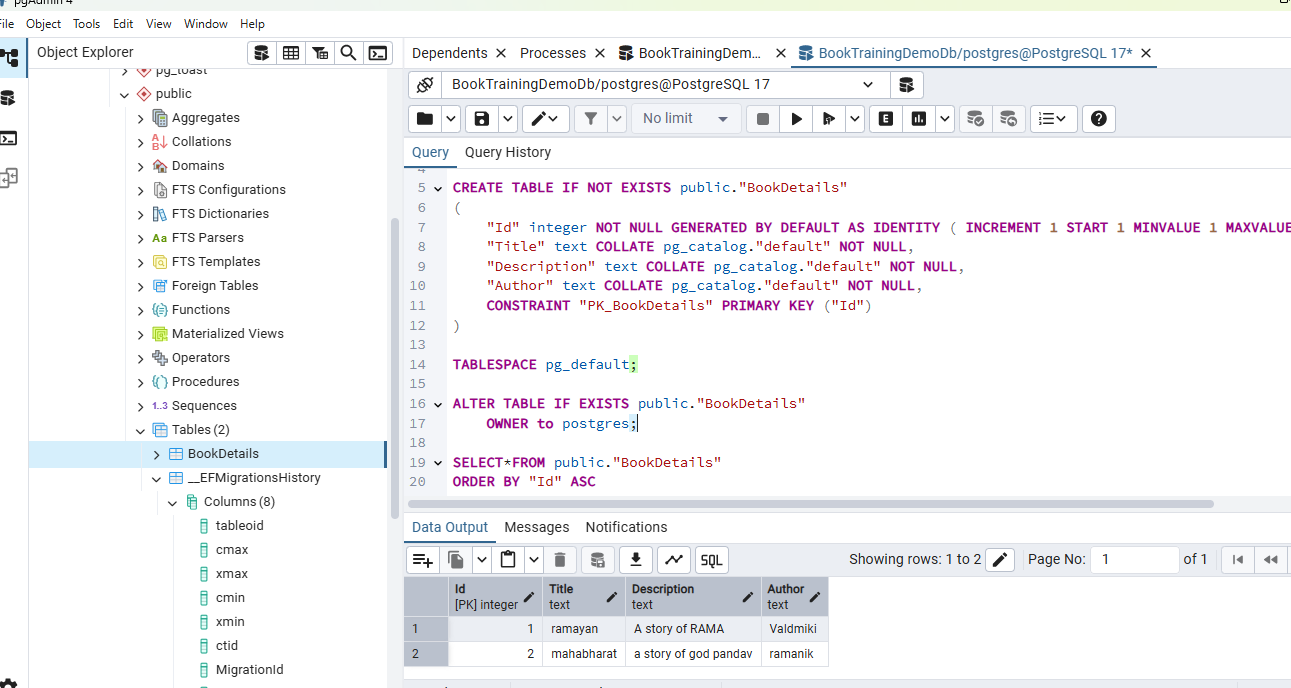 pgAdmin 4
File Object Tools Edit View Window Help
Object Explorer
Dependents Processes BookTrainingDem... BookTrainingDemoDb/postgres@PostgreSQL 17*
BookTrainingDemoDb/postgres@PostgreSQL 17
No limit
E
Query Query History
pg_toast
public
Aggregates
Collations
Domains
FTS Configurations
FTS Dictionaries
Aa FTS Parsers
FTS Templates
Foreign Tables
Functions
Materialized Views
Operators
Procedures
1..3 Sequences
Tables (2)
BookDetails
__EFMigrationsHistory
Columns (8)
tableoid
cmax
xmax
cmin
xmin
ctid
MigrationId
4
5 CREATE TABLE IF NOT EXISTS public."BookDetails"
6 (
7 "Id" integer NOT NULL GENERATED BY DEFAULT AS IDENTITY ( INCREMENT 1 START 1 MINVALUE 1 MAXVALUE
8 "Title" text COLLATE pg_catalog."default" NOT NULL,
9 "Description" text COLLATE pg_catalog."default" NOT NULL,
10 "Author" text COLLATE pg_catalog."default" NOT NULL,
11 CONSTRAINT "PK_BookDetails" PRIMARY KEY ("Id")
12 )
13
14 TABLESPACE pg_default;
15
16 ALTER TABLE IF EXISTS public."BookDetails"
17 OWNER to postgres;
18
19 SELECT*FROM public."BookDetails"
20 ORDER BY "Id" ASC
Data Output Messages Notifications
SQL Showing rows: 1 to 2 Page No: 1 of 1
Id Title Description Author
[PK] integer text text text
1 1 ramayan A story of RAMA Valdmiki
2 2 mahabharat a story of god pandav ramanik